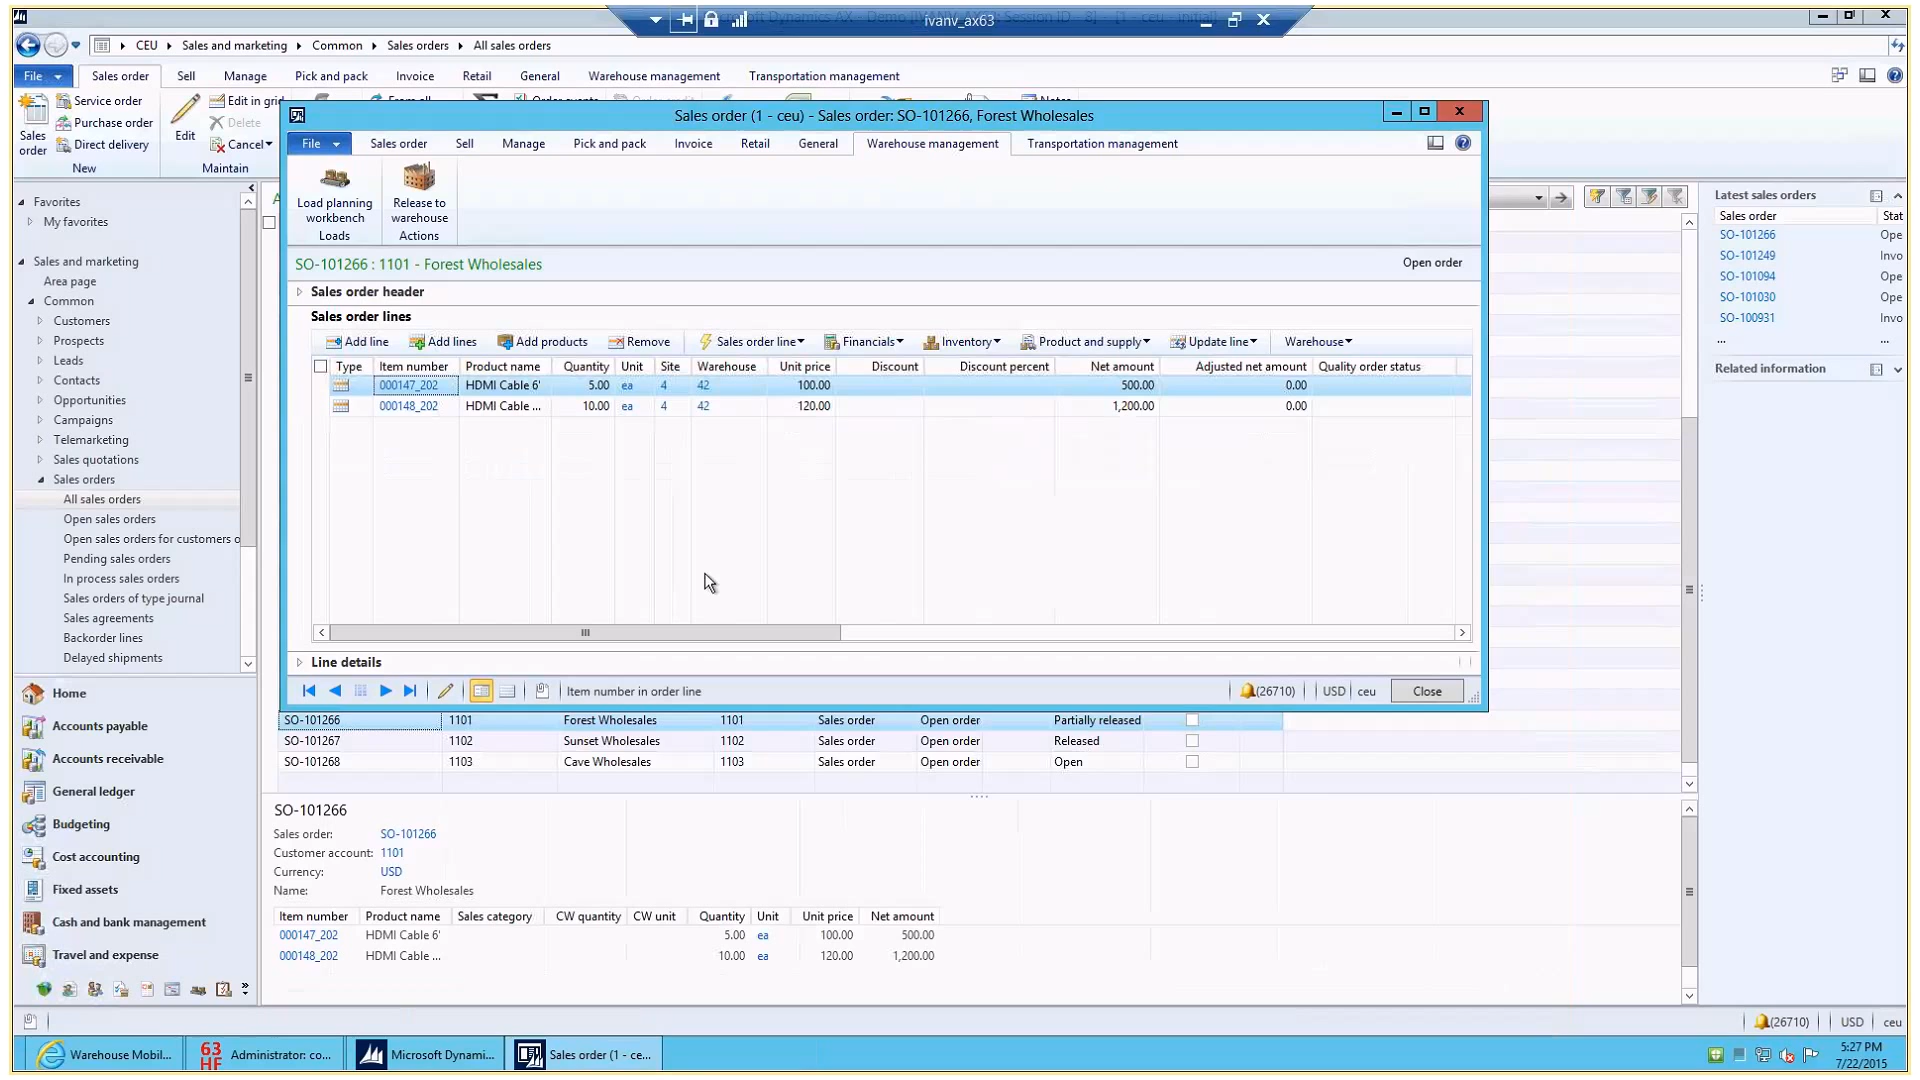 ivanv_ax63
CEU Sales and marketing Common Sales orders All sales orders
File Sales order Sell Manage Pick and pack Invoice Retail General Warehouse management Transportation management
Service order
Purchase order
Direct delivery
Sales order
New
Edit
Edit in grid
Delete
Cancel
Maintain
Sales order (1 - ceu) - Sales order: SO-101266, Forest Wholesales
File Sales order Sell Manage Pick and pack Invoice Retail General Warehouse management Transportation management
Load planning workbench
Loads
Release to warehouse
Actions
SO-101266 : 1101 - Forest Wholesales
Open order
Sales order header
Sales order lines
Add line Add lines Add products Remove Sales order line Financials Inventory Product and supply Update line Warehouse
Type Item number Product name Quantity Unit Site Warehouse Unit price Discount Discount percent Net amount Adjusted net amount Quality order status
000147_202 HDMI Cable 6' 5.00 ea 4 42 100.00 500.00 0.00
000148_202 HDMI Cable ... 10.00 ea 4 42 120.00 1,200.00 0.00
Line details
Item number in order line
(26710) USD ceu Close
Favorites
My favorites
Sales and marketing
Area page
Common
Customers
Prospects
Leads
Contacts
Opportunities
Campaigns
Telemarketing
Sales quotations
Sales orders
All sales orders
Open sales orders
Open sales orders for customers o
Pending sales orders
In process sales orders
Sales orders of type journal
Sales agreements
Backorder lines
Delayed shipments
Home
Accounts payable
Accounts receivable
General ledger
Budgeting
Cost accounting
Fixed assets
Cash and bank management
Travel and expense
SO-101266 1101 Forest Wholesales 1101 Sales order Open order Partially released
SO-101267 1102 Sunset Wholesales 1102 Sales order Open order Released
SO-101268 1103 Cave Wholesales 1103 Sales order Open order Open
SO-101266
Sales order: SO-101266
Customer account: 1101
Currency: USD
Name: Forest Wholesales
Item number Product name Sales category CW quantity CW unit Quantity Unit Unit price Net amount
000147_202 HDMI Cable 6' 5.00 ea 100.00 500.00
000148_202 HDMI Cable ... 10.00 ea 120.00 1,200.00
Latest sales orders
Sales order Stat
SO-101266 Ope
SO-101249 Invo
SO-101094 Ope
SO-101030 Ope
SO-100931 Invo
... ...
Related information
(26710) USD ceu
Warehouse Mobil...
63 HF Administrator: co...
Microsoft Dynami...
Sales order (1 - ce...
5:27 PM
7/22/2015